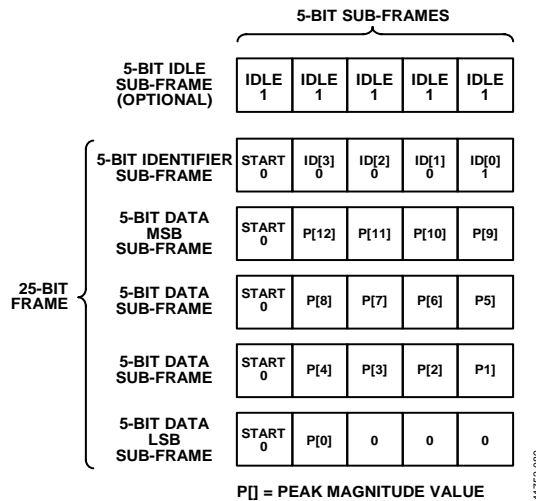 5-BIT SUB-FRAMES
5-BIT IDLE
SUB-FRAME
(OPTIONAL)
IDLE IDLE IDLE IDLE IDLE
1 1 1 1 1
5-BIT IDENTIFIER
SUB-FRAME
START ID[3] ID[2] ID[1] ID[0]
0 0 0 0 1
5-BIT DATA
MSB
SUB-FRAME
START
0 P[12] P[11] P[10] P[9]
25-BIT
FRAME
5-BIT DATA
SUB-FRAME
START
0 P[8] P[7] P[6] P5]
5-BIT DATA
SUB-FRAME
START
0 P[4] P[3] P[2] P1]
5-BIT DATA
LSB
SUB-FRAME
START
0 P[0] 0 0 0
P[] = PEAK MAGNITUDE VALUE